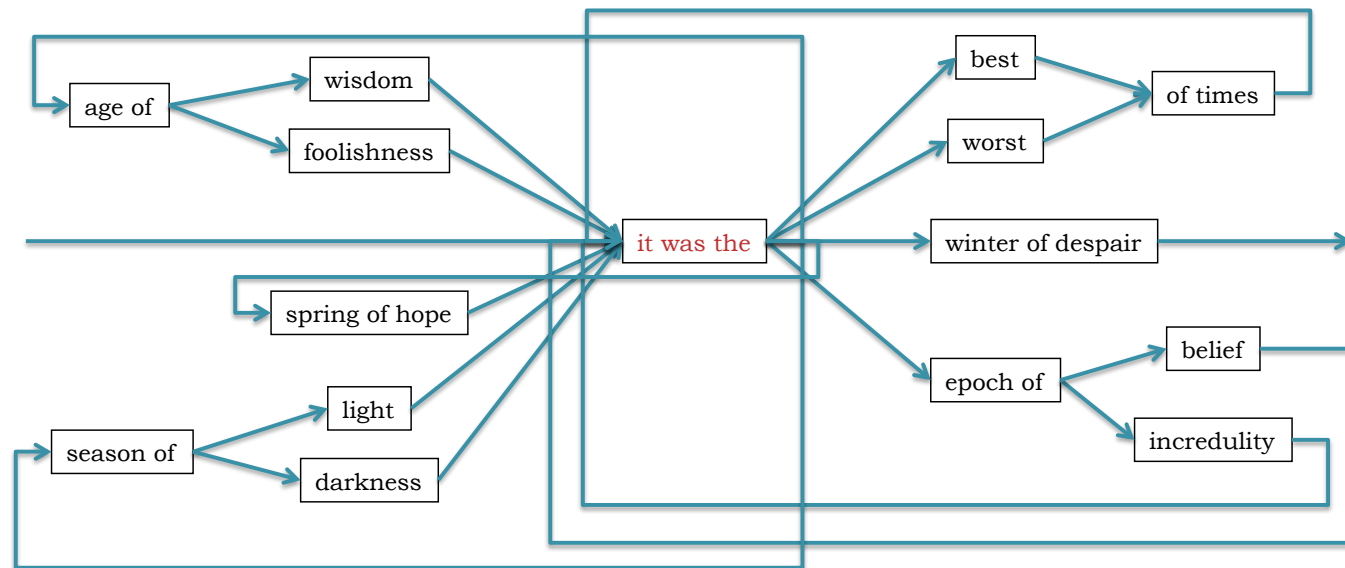 best
wisdom
age of
of times
foolishness
worst
it was the
winter of despair
spring of hope
belief
epoch of
light
incredulity
season of
darkness